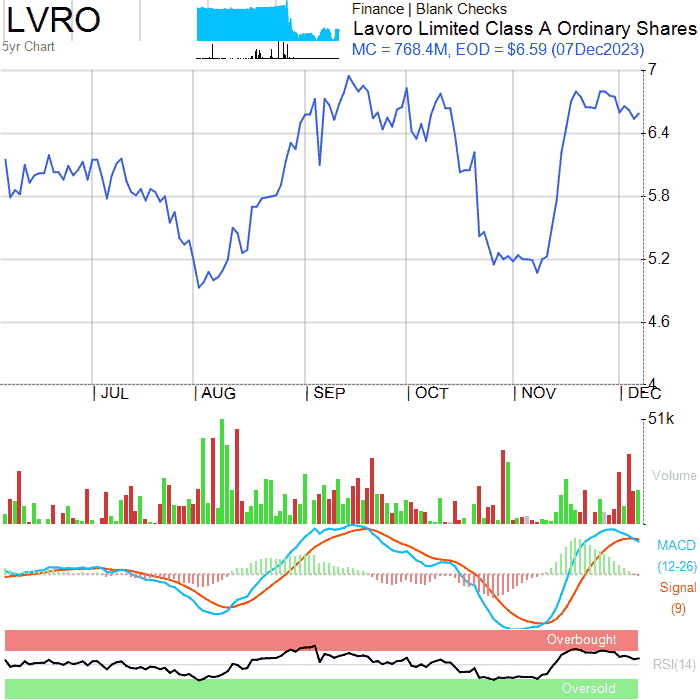 LVRO
5yr Chart
Finance | Blank Checks
Lavoro Limited Class A Ordinary Shares
MC = 768.4M, EOD = $6.59 (07Dec2023)
7
6.4
5.8
5.2
4.6
4
| JUL | AUG | SEP | OCT | NOV | DEC
51k
Volume
MACD
(12-26)
Signal
(9)
Overbought
RSI(14)
Oversold